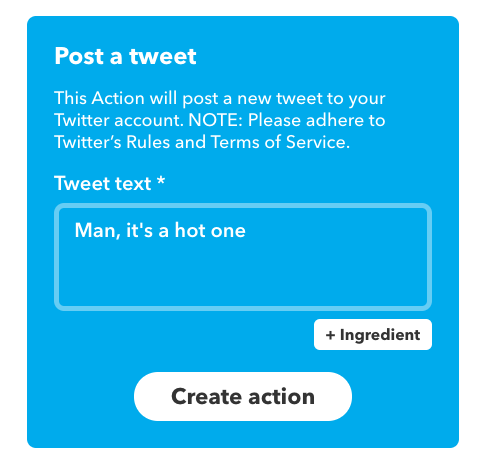 Post a tweet
This Action will post a new tweet to your
Twitter account. NOTE: Please adhere to
Twitter’s Rules and Terms of Service.
Tweet text *
Man, it's a hot one
+ Ingredient
Create action